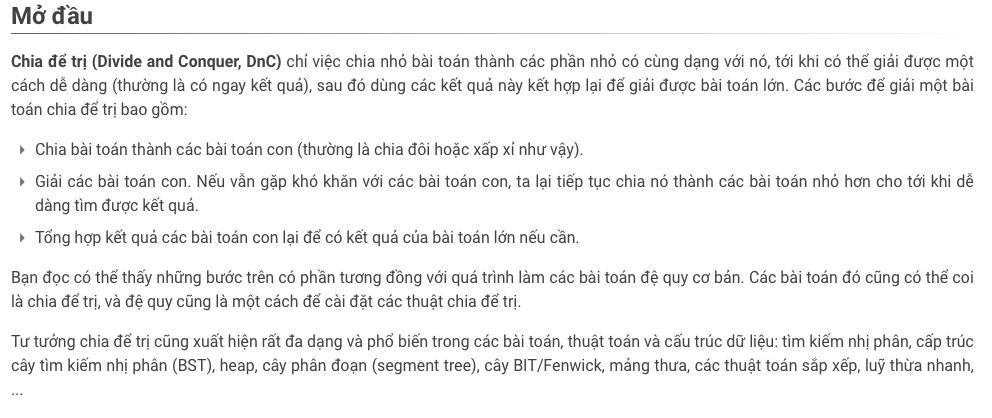 Mở đầu
Chia để trị (Divide and Conquer, DnC) chỉ việc chia nhỏ bài toán thành các phần nhỏ có cùng dạng với nó, tới khi có thể giải được một
cách dễ dàng (thường là có ngay kết quả), sau đó dùng các kết quả này kết hợp lại để giải được bài toán lớn. Các bước để giải một bài
toán chia để trị bao gồm:
Chia bài toán thành các bài toán con (thường là chia đôi hoặc xấp xỉ như vậy).
Giải các bài toán con. Nếu vẫn gặp khó khăn với các bài toán con, ta lại tiếp tục chia nó thành các bài toán nhỏ hơn cho tới khi dễ
dàng tìm được kết quả.
Tổng hợp kết quả các bài toán con lại để có kết quả của bài toán lớn nếu cần.
Bạn đọc có thể thấy những bước trên có phần tương đồng với quá trình làm các bài toán đệ quy cơ bản. Các bài toán đó cũng có thể coi
là chia để trị, và đệ quy cũng là một cách để cài đặt các thuật chia để trị.
Tư tưởng chia để trị cũng xuất hiện rất đa dạng và phổ biến trong các bài toán, thuật toán và cấu trúc dữ liệu: tìm kiếm nhị phân, cấp trúc
cây tìm kiếm nhị phân (BST), heap, cây phân đoạn (segment tree), cây BIT/Fenwick, mảng thưa, các thuật toán sắp xếp, luỹ thừa nhanh,
...